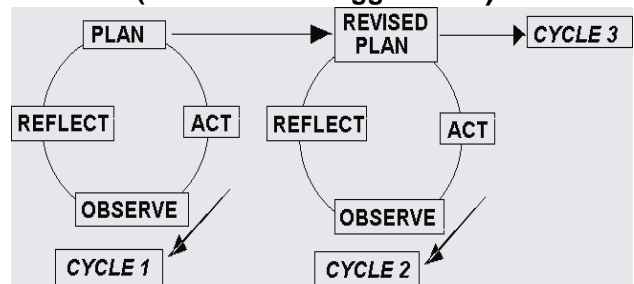 PLAN
REVISED
PLAN
CYCLE 3
REFLECT
ACT
REFLECT
ACT
OBSERVE
OBSERVE
CYCLE 1
CYCLE 2